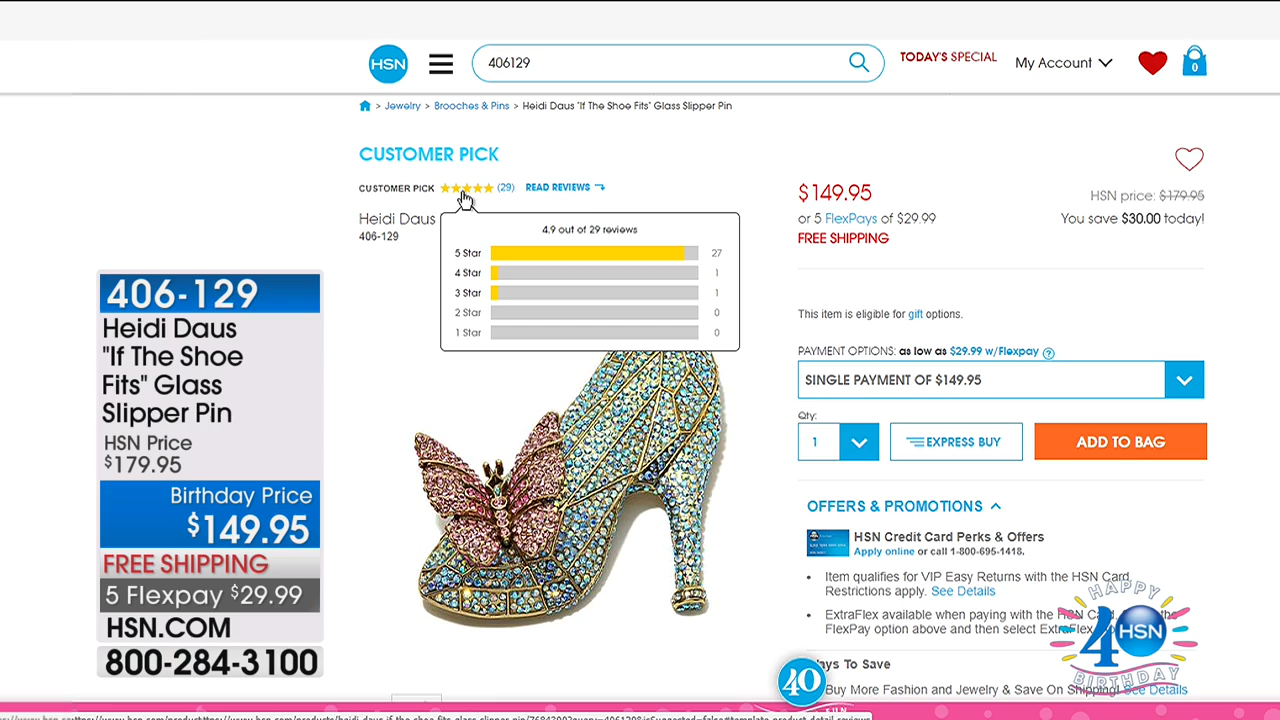 HSN
406129
TODAY'S SPECIAL
My Account
0
> Jewelry > Brooches & Pins > Heidi Daus "If The Shoe Fits" Glass Slipper Pin
CUSTOMER PICK
CUSTOMER PICK (29) READ REVIEWS
Heidi Daus
406-129
4.9 out of 29 reviews
5 Star 27
4 Star 1
3 Star 1
2 Star 0
1 Star 0
$149.95
HSN price: $179.95
or 5 FlexPays of $29.99
You save $30.00 today!
FREE SHIPPING
This item is eligible for gift options.
PAYMENT OPTIONS: as low as $29.99 w/Flexpay ?
SINGLE PAYMENT OF $149.95
Qty:
1
EXPRESS BUY
ADD TO BAG
OFFERS & PROMOTIONS
HSN Credit Card Perks & Offers
Apply online or call 1-800-695-1418.
• Item qualifies for VIP Easy Returns with the HSN Card.
Restrictions apply. See Details
• ExtraFlex available when paying with the HSN Card. the
FlexPay option above and then select ExtraFlex
To Save
Buy More Fashion and Jewelry & Save On Shipping! See Details
406-129
Heidi Daus
"If The Shoe
Fits" Glass
Slipper Pin
HSN Price
$179.95
Birthday Price
$149.95
FREE SHIPPING
5 Flexpay $29.99
HSN.COM
800-284-3100
HAPPY
40 HSN
BIRTHDAY
40
FUN